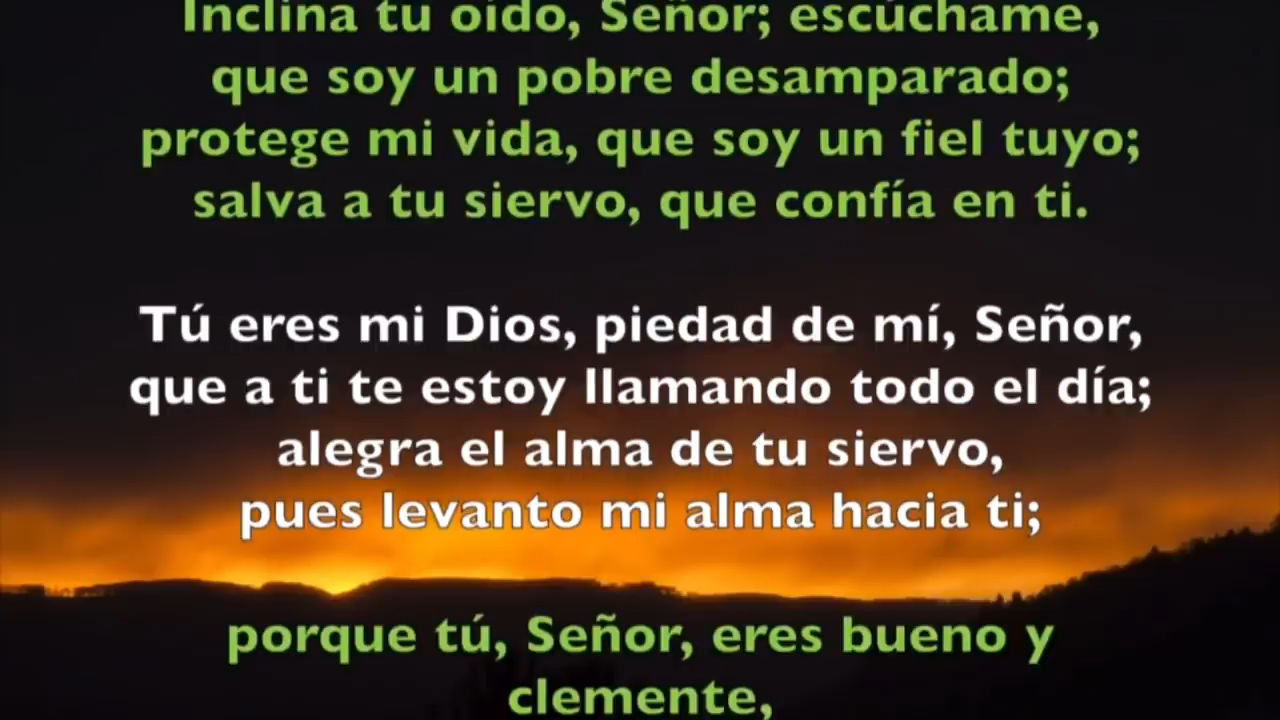 Inclina tu oído, Señor; escúchame,
que soy un pobre desamparado;
protege mi vida, que soy un fiel tuyo;
salva a tu siervo, que confía en ti.
Tú eres mi Dios, piedad de mí, Señor,
que a ti te estoy llamando todo el día;
alegra el alma de tu siervo,
pues levanto mi alma hacia ti;
porque tú, Señor, eres bueno y
clemente,